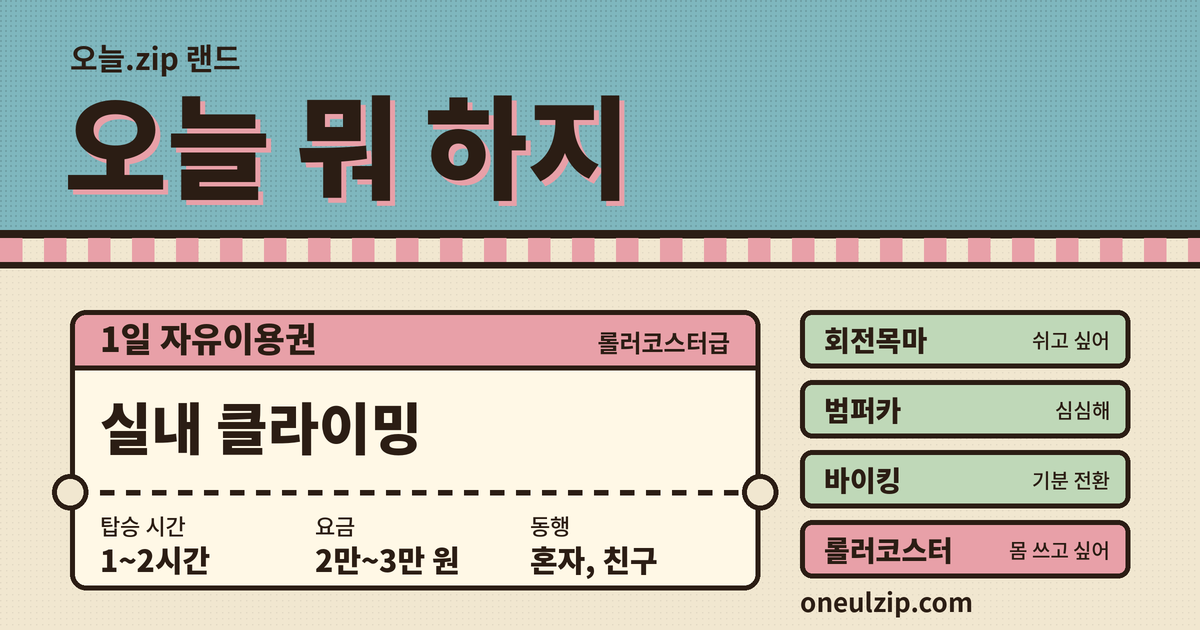 오늘.zip 랜드
오늘 뭐 하지
1일 자유이용권
롤러코스터급
실내 클라이밍
탑승 시간
1~2시간
요금
2만~3만 원
동행
혼자, 친구
회전목마
쉬고 싶어
범퍼카
심심해
바이킹
기분 전환
롤러코스터
몸 쓰고 싶어
oneulzip.com